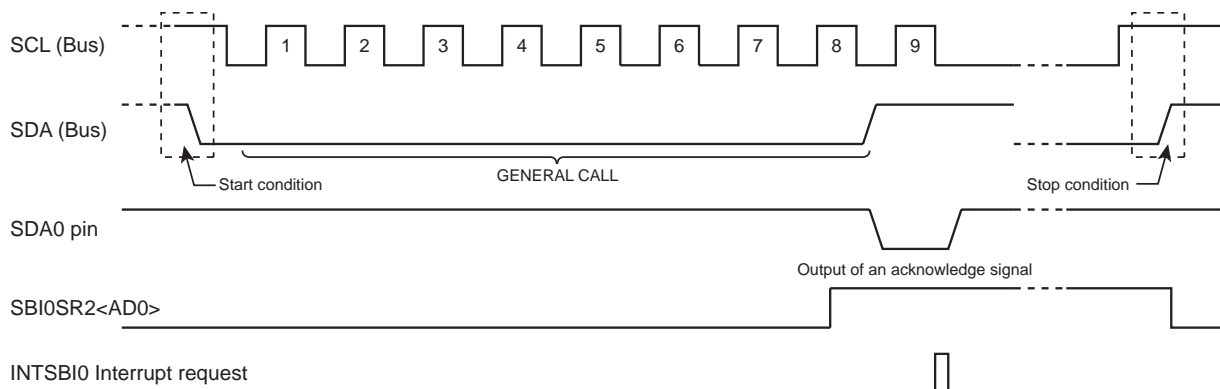 SCL (Bus)
1 2 3 4 5 6 7 8 9
SDA (Bus)
GENERAL CALL
Start condition
Stop condition
SDA0 pin
Output of an acknowledge signal
SBI0SR2<AD0>
INTSBI0 Interrupt request